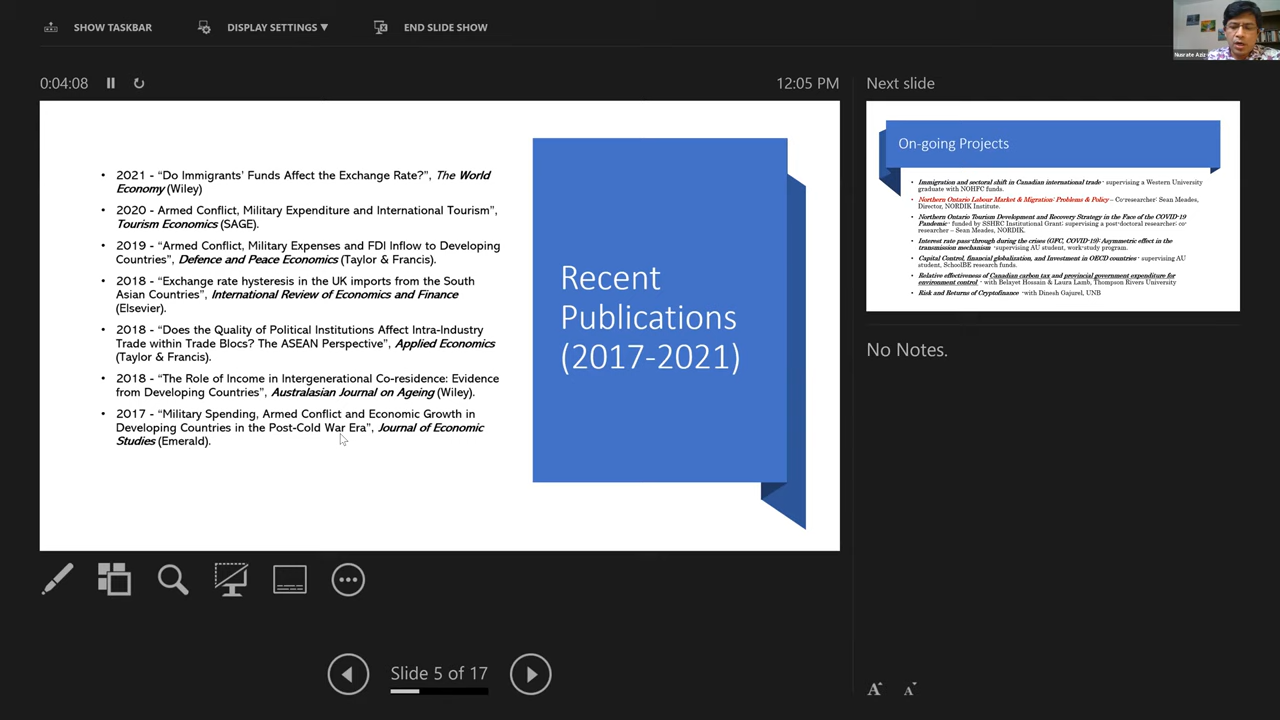 SHOW TASKBAR
DISPLAY SETTINGS ▼
END SLIDE SHOW
Nusrate Aziz
0:04:08
12:05 PM
• 2021 - “Do Immigrants’ Funds Affect the Exchange Rate?”, The World
Economy (Wiley)
• 2020 - Armed Conflict, Military Expenditure and International Tourism”,
Tourism Economics (SAGE).
• 2019 - “Armed Conflict, Military Expenses and FDI Inflow to Developing
Countries”, Defence and Peace Economics (Taylor & Francis).
• 2018 - “Exchange rate hysteresis in the UK imports from the South
Asian Countries”, International Review of Economics and Finance
(Elsevier).
• 2018 - “Does the Quality of Political Institutions Affect Intra-Industry
Trade within Trade Blocs? The ASEAN Perspective”, Applied Economics
(Taylor & Francis).
• 2018 - “The Role of Income in Intergenerational Co-residence: Evidence
from Developing Countries”, Australasian Journal on Ageing (Wiley).
• 2017 - “Military Spending, Armed Conflict and Economic Growth in
Developing Countries in the Post-Cold War Era”, Journal of Economic
Studies (Emerald).
Recent
Publications
(2017-2021)
Next slide
On-going Projects
• Immigration and sectoral shift in Canadian international trade - supervising a Western University
graduate with NOHFC funds.
• Northern Ontario Labour Market & Migration: Problems & Policy – Co-researcher: Sean Meades,
Director, NORDIK Institute.
• Northern Ontario Tourism Development and Recovery Strategy in the Face of the COVID-19
Pandemic - funded by SSHRC Institutional Grant; supervising a post-doctoral researcher; co-
researcher – Sean Meades, NORDIK.
• Interest rate pass-through during the crises (GFC, COVID-19): Asymmetric effect in the
transmission mechanism - supervising AU student, work-study program.
• Capital Control, financial globalization, and Investment in OECD countries - supervising AU
student, SchoolBE research funds.
• Relative effectiveness of Canadian carbon tax and provincial government expenditure for
environment control - with Belayet Hossain & Laura Lamb, Thompson Rivers University
• Risk and Returns of Cryptofinance -with Dinesh Gajurel, UNB
No Notes.
Slide 5 of 17
A A